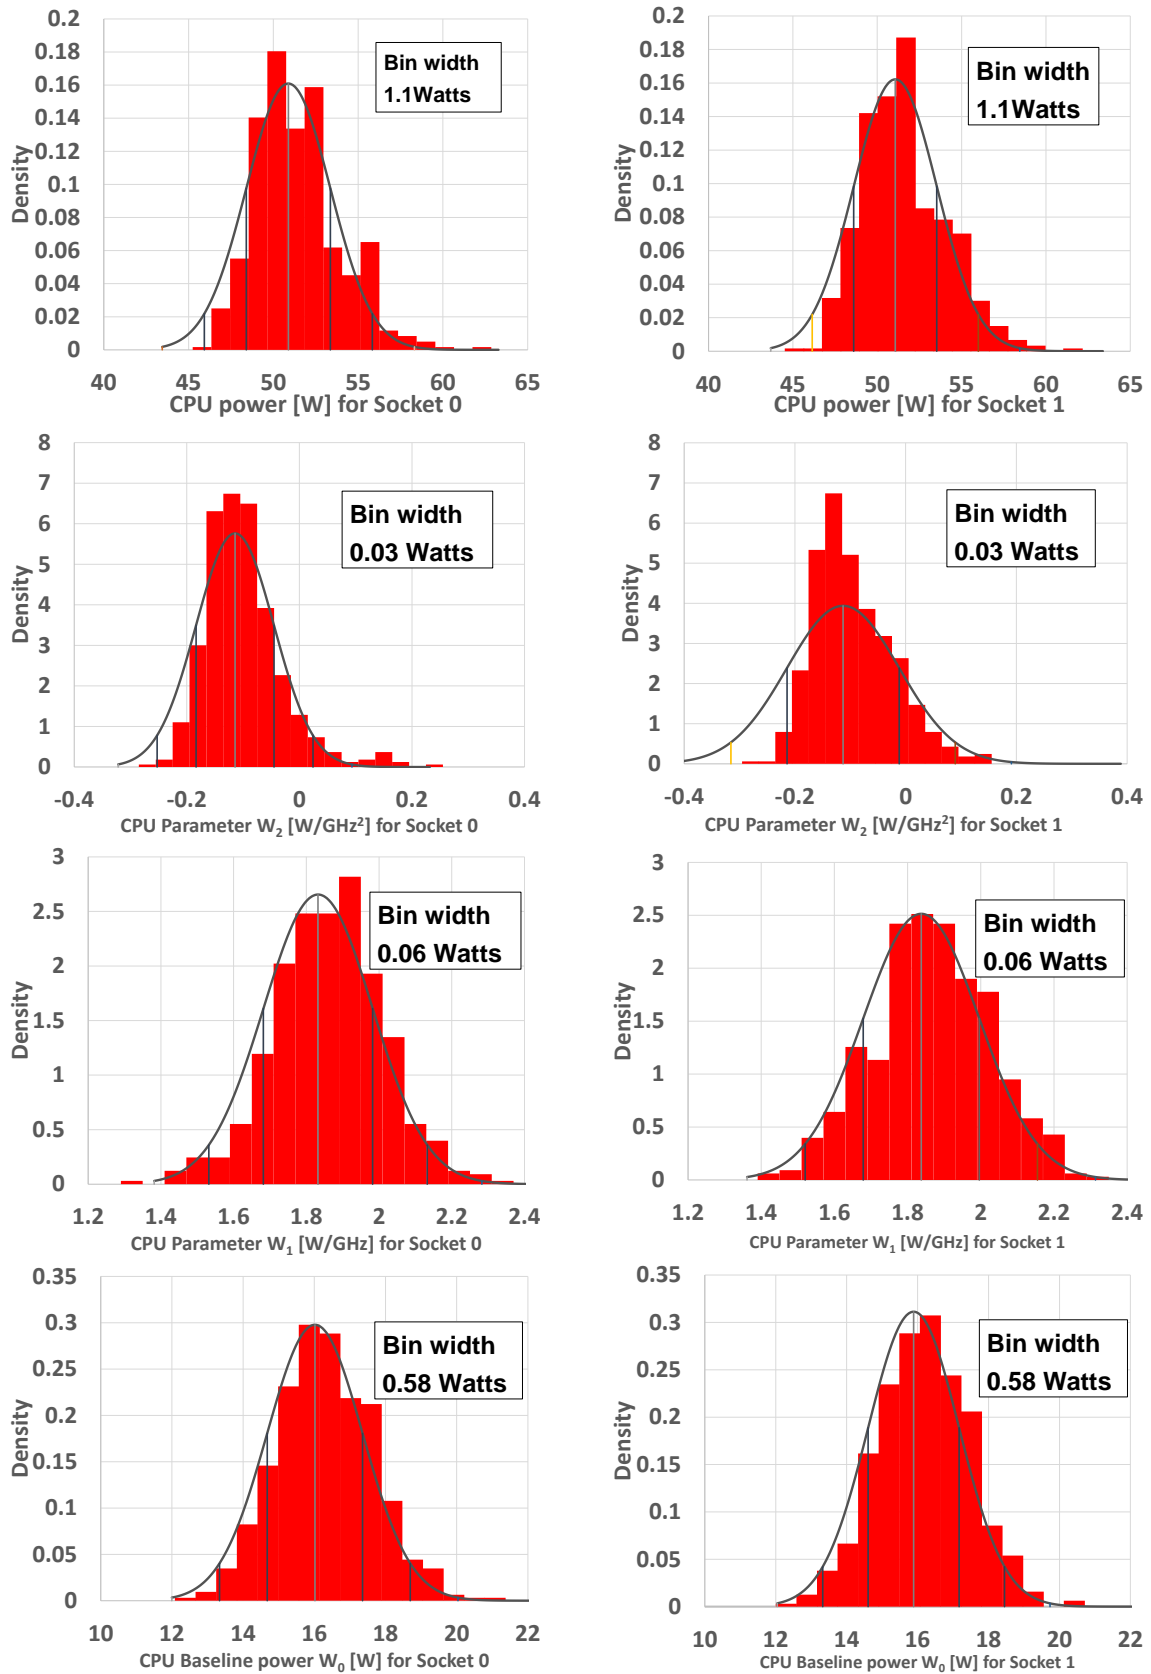 0.2
0.18
0.16
0.14
0.12
0.1
0.08
0.06
0.04
0.02
0
Density
Bin width
1.1Watts
40 45 50 55 60 65
CPU power [W] for Socket 0
0.2
0.18
0.16
0.14
0.12
0.1
0.08
0.06
0.04
0.02
0
Density
Bin width
1.1Watts
40 45 50 55 60 65
CPU power [W] for Socket 1
8
7
6
5
4
3
2
1
0
Density
Bin width
0.03 Watts
-0.4 -0.2 0 0.2 0.4
CPU Parameter W₂ [W/GHz²] for Socket 0
8
7
6
5
4
3
2
1
0
Density
Bin width
0.03 Watts
-0.4 -0.2 0 0.2 0.4
CPU Parameter W₂ [W/GHz²] for Socket 1
3
2.5
2
1.5
1
0.5
0
Density
Bin width
0.06 Watts
1.2 1.4 1.6 1.8 2 2.2 2.4
CPU Parameter W₁ [W/GHz] for Socket 0
3
2.5
2
1.5
1
0.5
0
Density
Bin width
0.06 Watts
1.2 1.4 1.6 1.8 2 2.2 2.4
CPU Parameter W₁ [W/GHz] for Socket 1
0.35
0.3
0.25
0.2
0.15
0.1
0.05
0
Density
Bin width
0.58 Watts
10 12 14 16 18 20 22
CPU Baseline power W₀ [W] for Socket 0
0.35
0.3
0.25
0.2
0.15
0.1
0.05
0
Density
Bin width
0.58 Watts
10 12 14 16 18 20 22
CPU Baseline power W₀ [W] for Socket 1